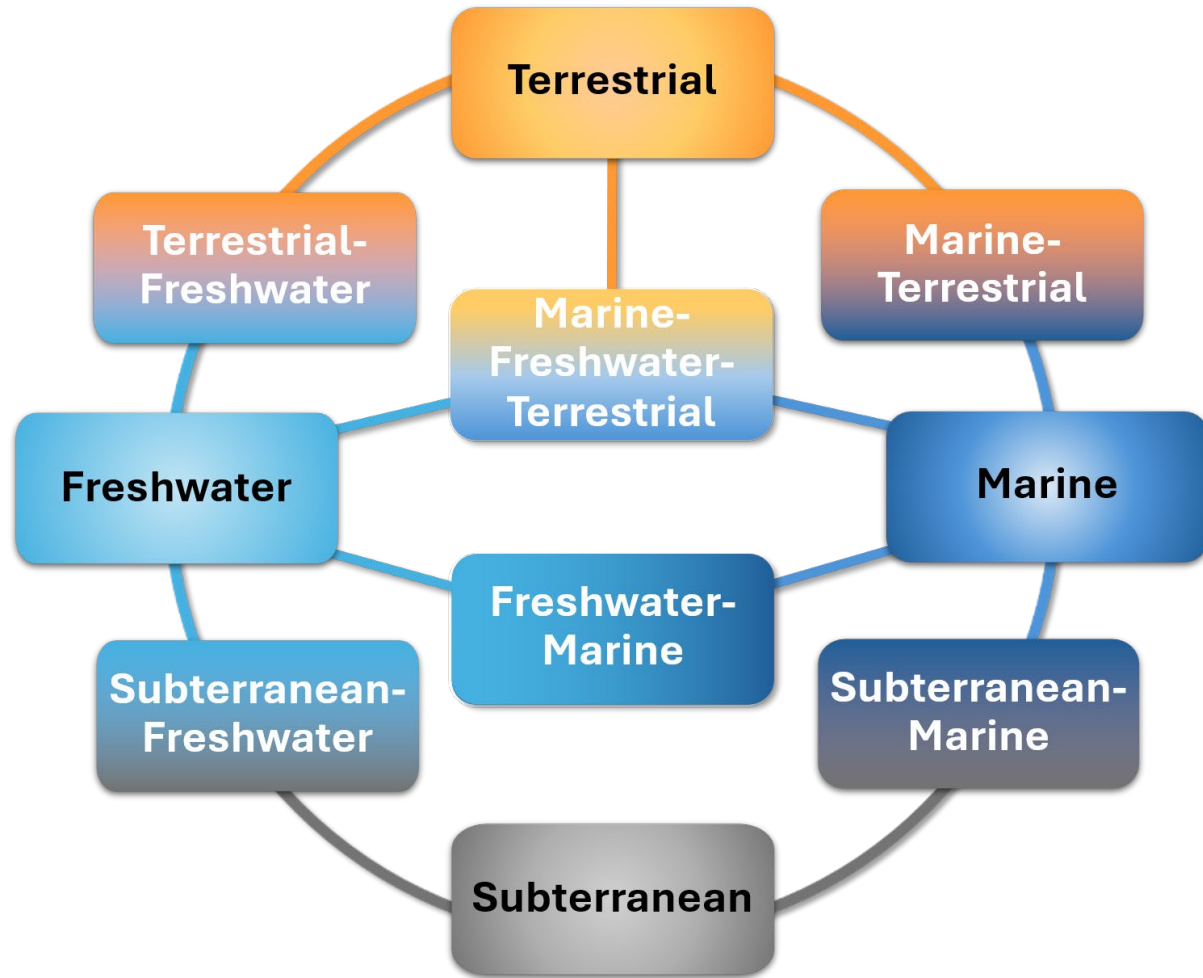 Terrestrial
Terrestrial-
Freshwater
Marine-
Terrestrial
Marine-
Freshwater-
Terrestrial
Freshwater
Marine
Freshwater-
Marine
Subterranean-
Freshwater
Subterranean-
Marine
Subterranean